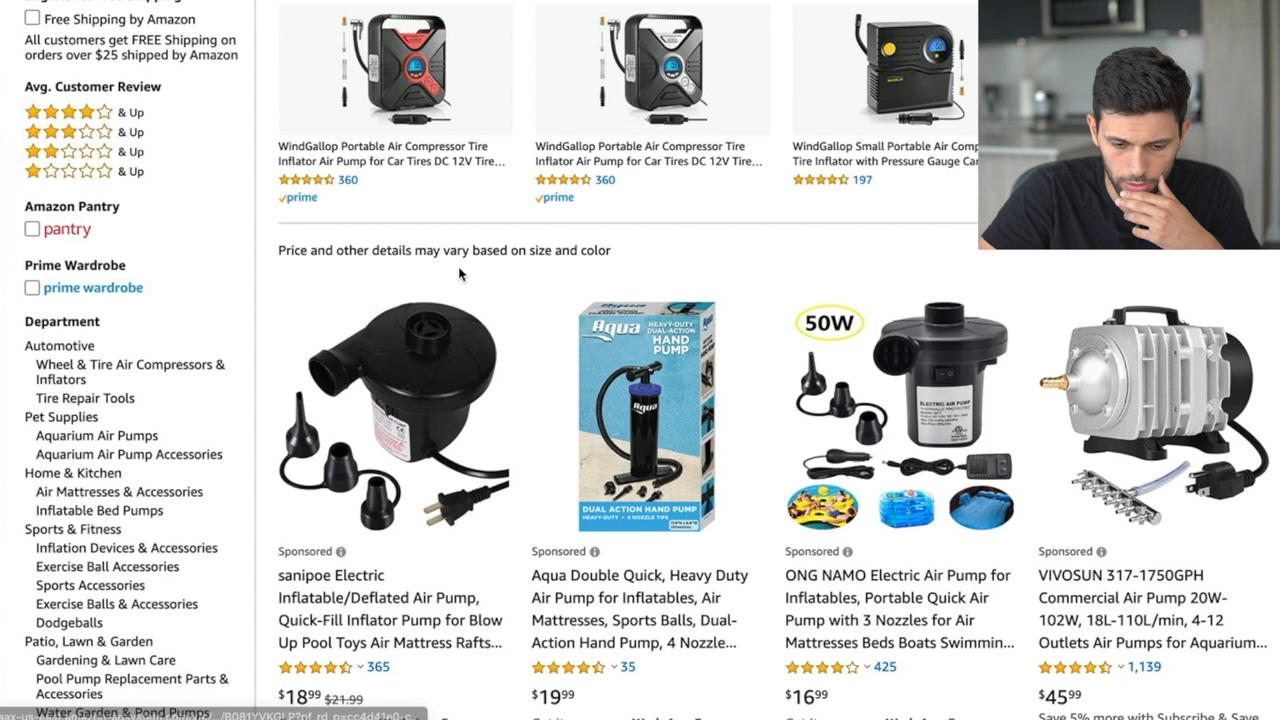 Free Shipping by Amazon
All customers get FREE Shipping on
orders over $25 shipped by Amazon
Avg. Customer Review
& Up
& Up
& Up
& Up
Amazon Pantry
pantry
Prime Wardrobe
prime wardrobe
Department
Automotive
Wheel & Tire Air Compressors &
Inflators
Tire Repair Tools
Pet Supplies
Aquarium Air Pumps
Aquarium Air Pump Accessories
Home & Kitchen
Air Mattresses & Accessories
Inflatable Bed Pumps
Sports & Fitness
Inflation Devices & Accessories
Exercise Ball Accessories
Sports Accessories
Exercise Balls & Accessories
Dodgeballs
Patio, Lawn & Garden
Gardening & Lawn Care
Pool Pump Replacement Parts &
Accessories
Water Garden & Pond Pumps
WindGallop Portable Air Compressor Tire
Inflator Air Pump for Car Tires DC 12V Tire...
360
prime
WindGallop Portable Air Compressor Tire
Inflator Air Pump for Car Tires DC 12V Tire...
360
prime
WindGallop Small Portable Air Comp
Tire Inflator with Pressure Gauge Car
197
Price and other details may vary based on size and color
Aqua
HEAVY-DUTY
DUAL-ACTION
HAND
PUMP
Aqua
DUAL ACTION HAND PUMP
HEAVY-DUTY • 4 NOZZLE TIPS
50W
ELECTRIC AIR PUMP
Sponsored
sanipoe Electric
Inflatable/Deflated Air Pump,
Quick-Fill Inflator Pump for Blow
Up Pool Toys Air Mattress Rafts...
365
$1899 $21.99
Sponsored
Aqua Double Quick, Heavy Duty
Air Pump for Inflatables, Air
Mattresses, Sports Balls, Dual-
Action Hand Pump, 4 Nozzle...
35
$1999
Sponsored
ONG NAMO Electric Air Pump for
Inflatables, Portable Quick Air
Pump with 3 Nozzles for Air
Mattresses Beds Boats Swimmin...
425
$1699
Sponsored
VIVOSUN 317-1750GPH
Commercial Air Pump 20W-
102W, 18L-110L/min, 4-12
Outlets Air Pumps for Aquarium...
1,139
$4599
Save 5% more with Subscribe & Save